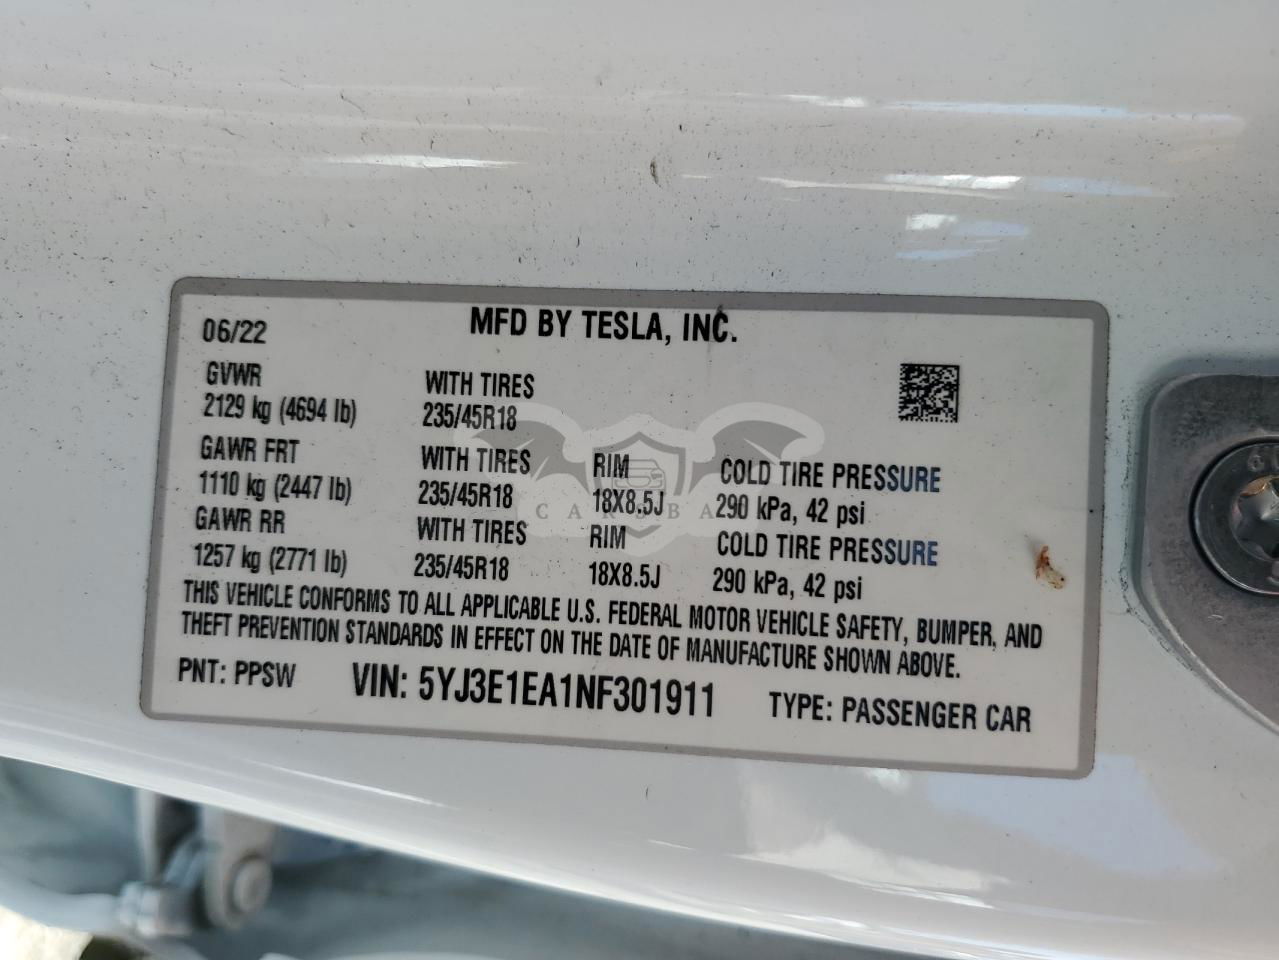 06/22 MFD BY TESLA, INC.
GVWR WITH TIRES
2129 kg (4694 lb) 235/45R18
GAWR FRT WITH TIRES RIM COLD TIRE PRESSURE
1110 kg (2447 lb) 235/45R18 18X8.5J 290 kPa, 42 psi
GAWR RR WITH TIRES RIM COLD TIRE PRESSURE
1257 kg (2771 lb) 235/45R18 18X8.5J 290 kPa, 42 psi
THIS VEHICLE CONFORMS TO ALL APPLICABLE U.S. FEDERAL MOTOR VEHICLE SAFETY, BUMPER, AND
THEFT PREVENTION STANDARDS IN EFFECT ON THE DATE OF MANUFACTURE SHOWN ABOVE.
PNT: PPSW VIN: 5YJ3E1EA1NF301911 TYPE: PASSENGER CAR